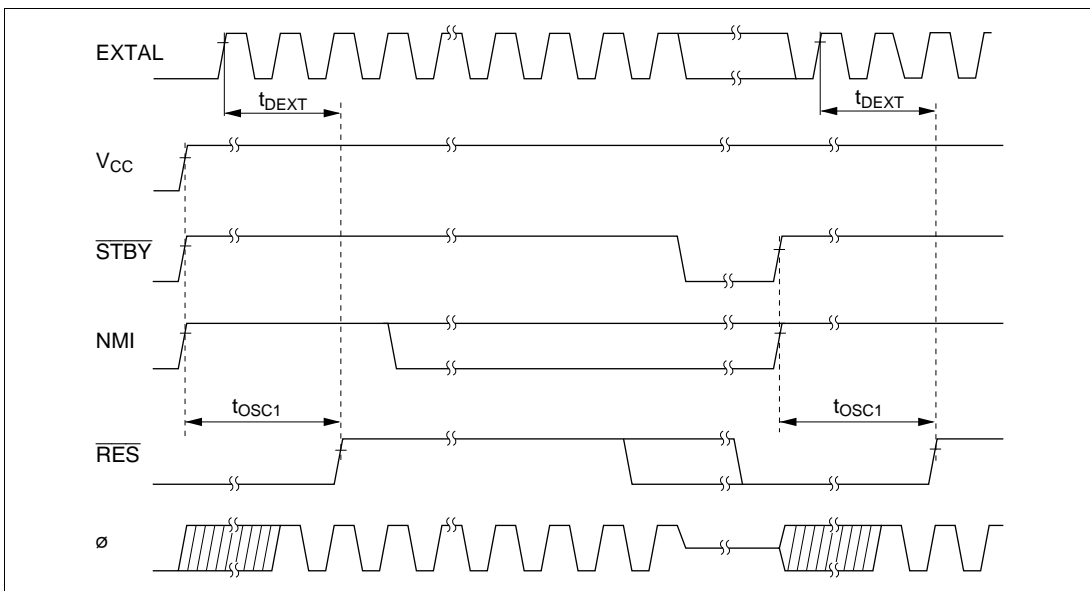 EXTAL
tDEXT
tDEXT
VCC
STBY
NMI
tOSC1
tOSC1
RES
ø